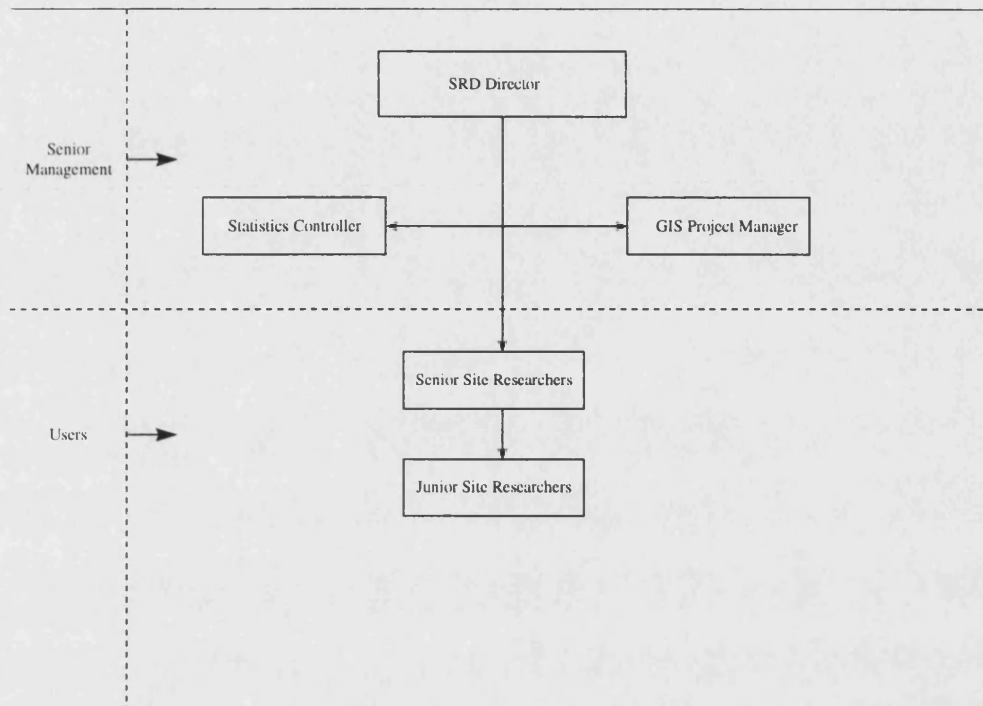 SRD Director
Senior
Management
Statistics Controller
GIS Project Manager
Senior Site Researchers
Users
Junior Site Researchers